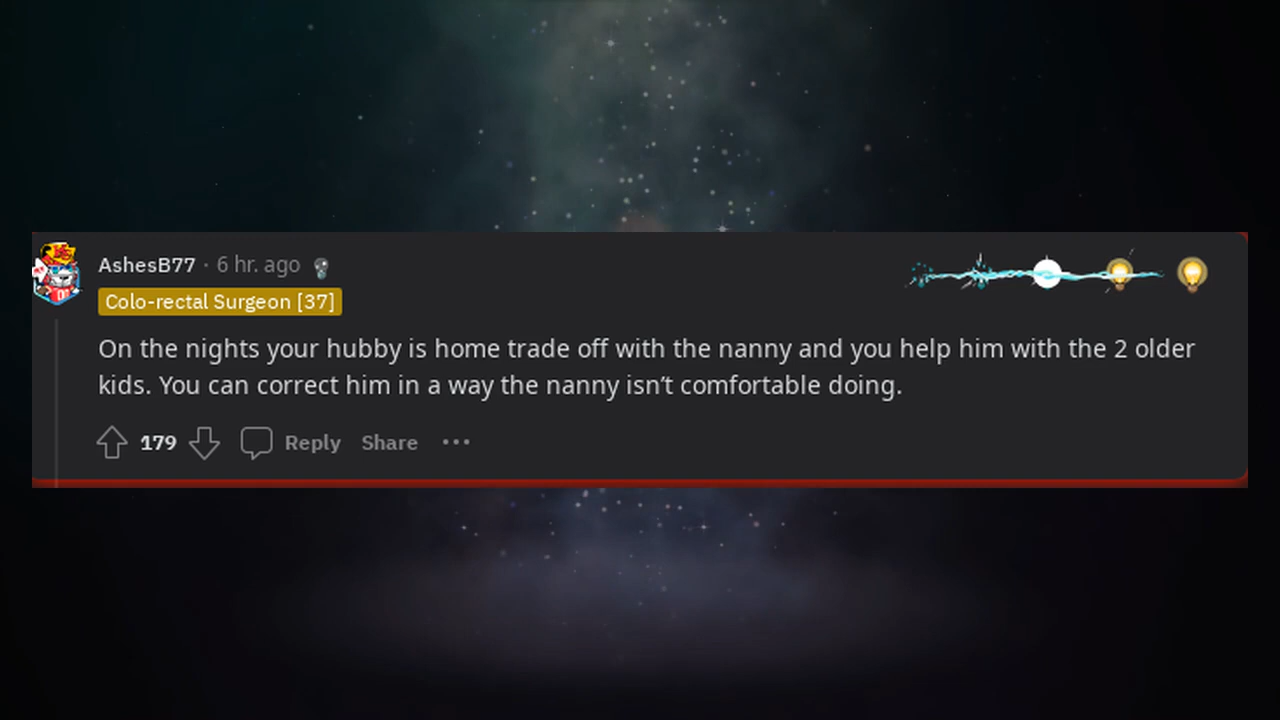 AshesB77 · 6 hr. ago
Colo-rectal Surgeon [37]
On the nights your hubby is home trade off with the nanny and you help him with the 2 older
kids. You can correct him in a way the nanny isn't comfortable doing.
179 Reply Share ···